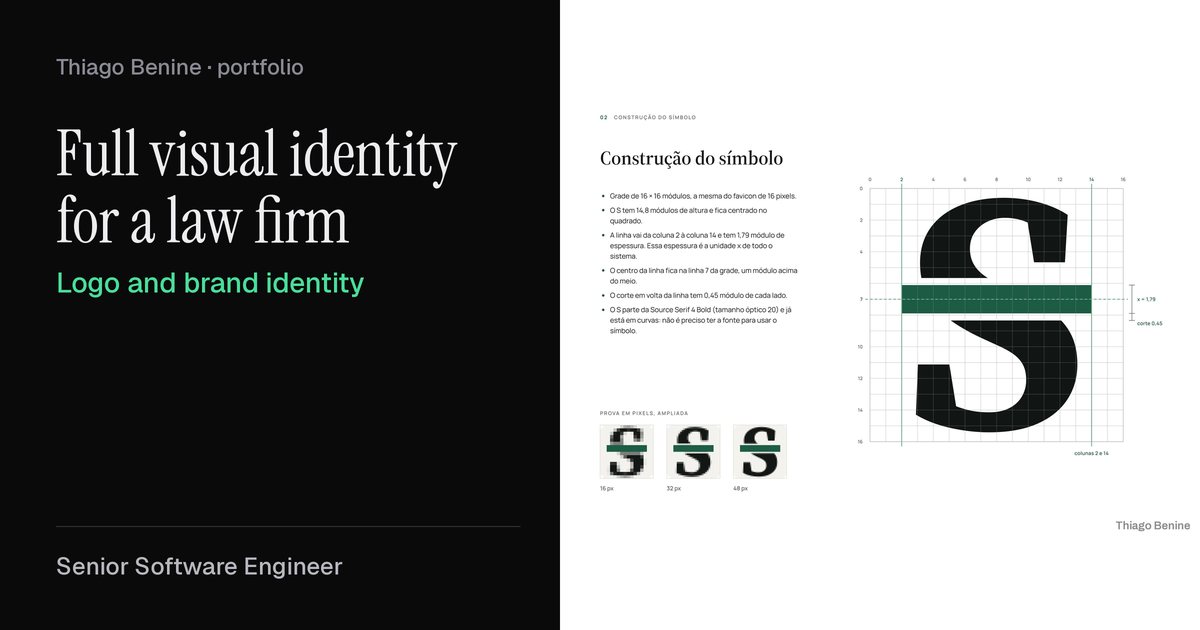 Thiago Benine · portfolio
Full visual identity
for a law firm
Logo and brand identity
Senior Software Engineer
02 CONSTRUÇÃO DO SÍMBOLO
Construção do símbolo
• Grade de 16 × 16 módulos, a mesma do favicon de 16 pixels.
• O S tem 14,8 módulos de altura e fica centrado no
quadrado.
• A linha vai da coluna 2 à coluna 14 e tem 1,79 módulo de
espessura. Essa espessura é a unidade x de todo o
sistema.
• O centro da linha fica na linha 7 da grade, um módulo acima
do meio.
• O corte em volta da linha tem 0,45 módulo de cada lado.
• O S parte da Source Serif 4 Bold (tamanho óptico 20) e já
está em curvas: não é preciso ter a fonte para usar o
símbolo.
PROVA EM PIXELS, AMPLIADA
16 px
32 px
48 px
0 2 4 6 8 10 12 14 16
0
2
4
7
10
12
14
16
S
x = 1,79
corte 0,45
colunas 2 e 14
Thiago Benine